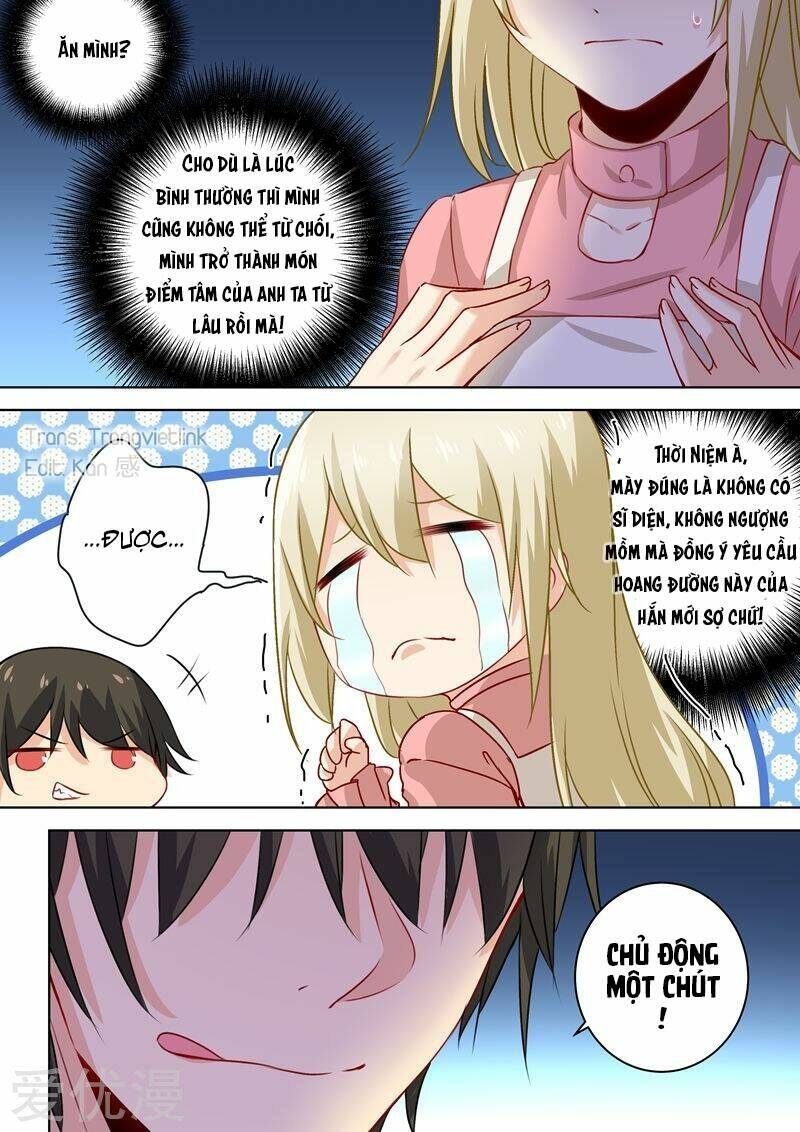 ĂN MÌNH?
CHO DÙ LÀ LÚC
BÌNH THƯỜNG THÌ MÌNH
CŨNG KHÔNG THỂ TỪ CHỐI,
MÌNH TRỞ THÀNH MÓN
ĐIỂM TÂM CỦA ANH TA TỪ
LÂU RỒI MÀ!
Trans: Trangvietlink
Edit: Kan 感
...ĐƯỢC...
THỜI NIỆM À,
MÀY ĐÚNG LÀ KHÔNG CÓ
SĨ DIỆN, KHÔNG NGƯỢNG
MỒM MÀ ĐỒNG Ý YÊU CẦU
HOANG ĐƯỜNG NÀY CỦA
HẮN MỚI SỢ CHỨ!
CHỦ ĐỘNG
MỘT CHÚT
!
爱优漫